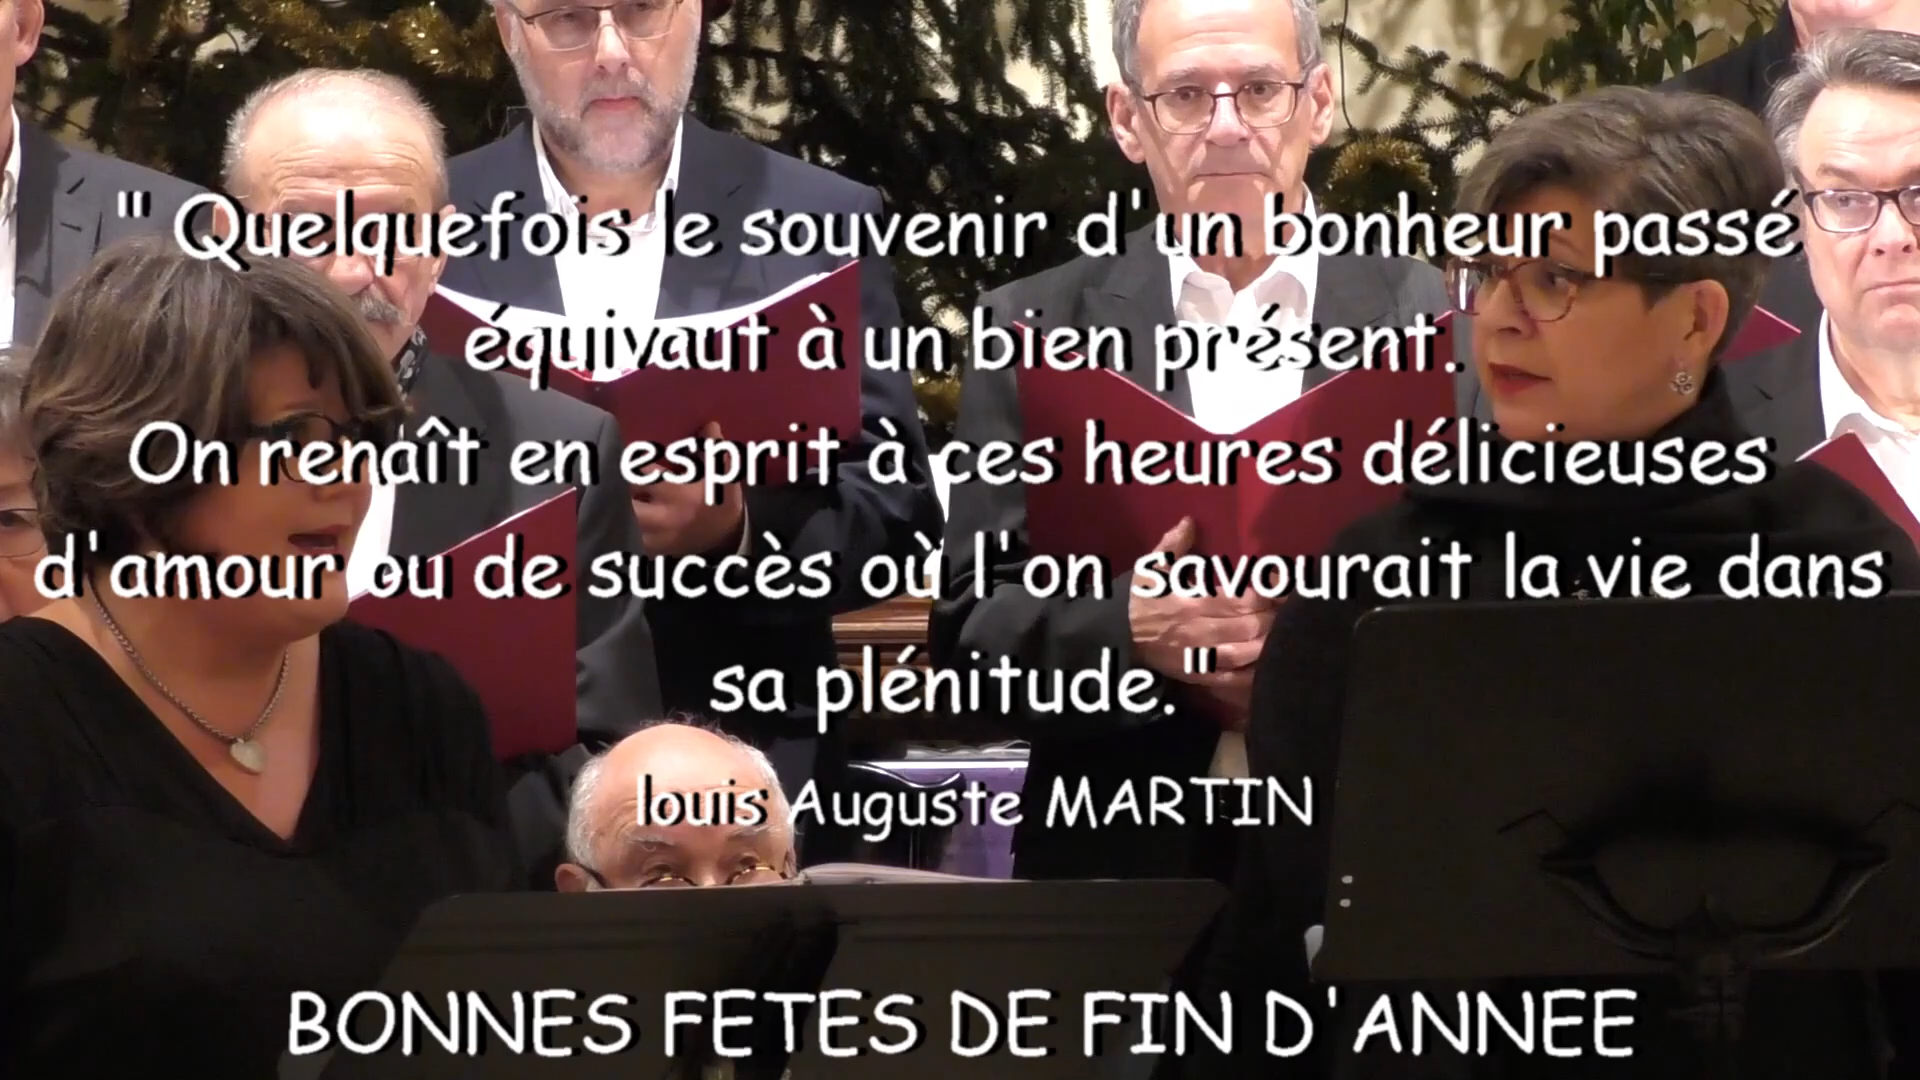 " Quelquefois le souvenir d'un bonheur passé
équivaut à un bien présent.
On renaît en esprit à ces heures délicieuses
d'amour ou de succès où l'on savourait la vie dans
sa plénitude."
louis Auguste MARTIN
BONNES FETES DE FIN D'ANNEE